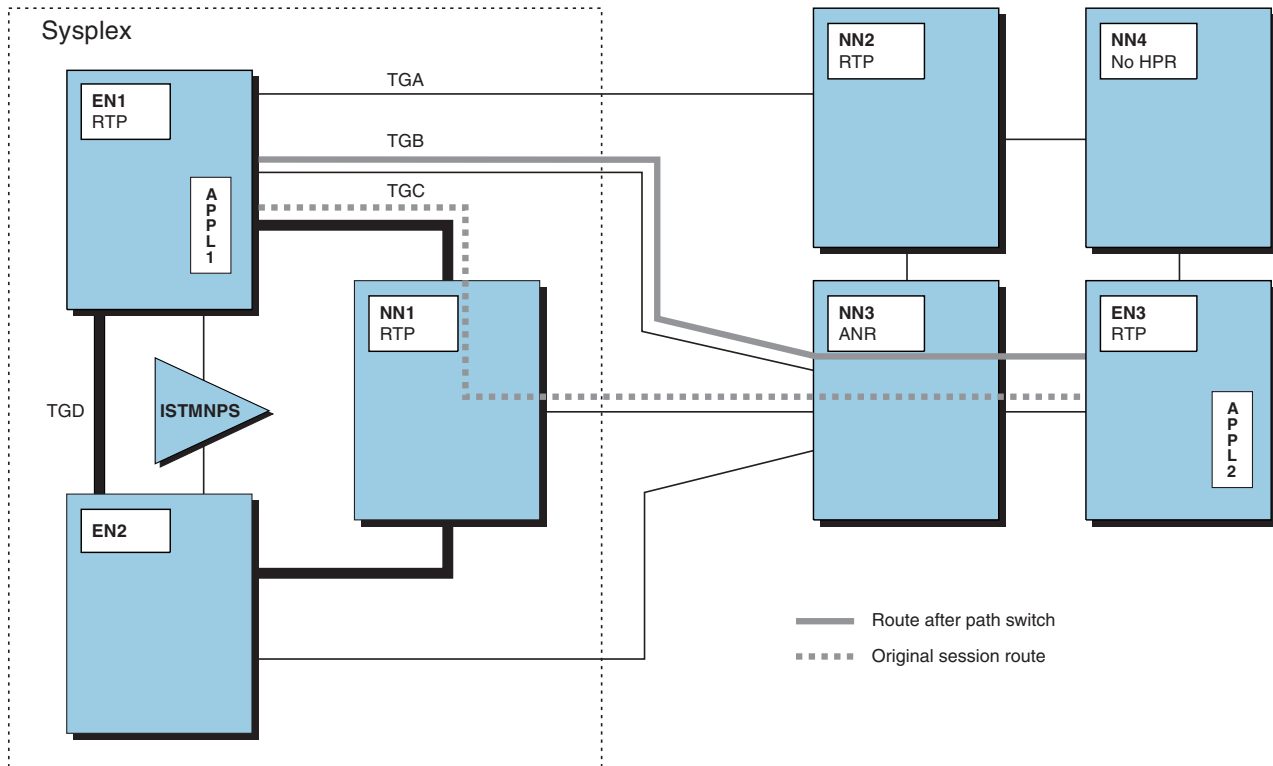 Sysplex
EN1
RTP
A
P
P
L
1
TGA
TGB
TGC
TGD
ISTMNPS
NN1
RTP
EN2
NN2
RTP
NN4
No HPR
NN3
ANR
EN3
RTP
A
P
P
L
2
Route after path switch
Original session route